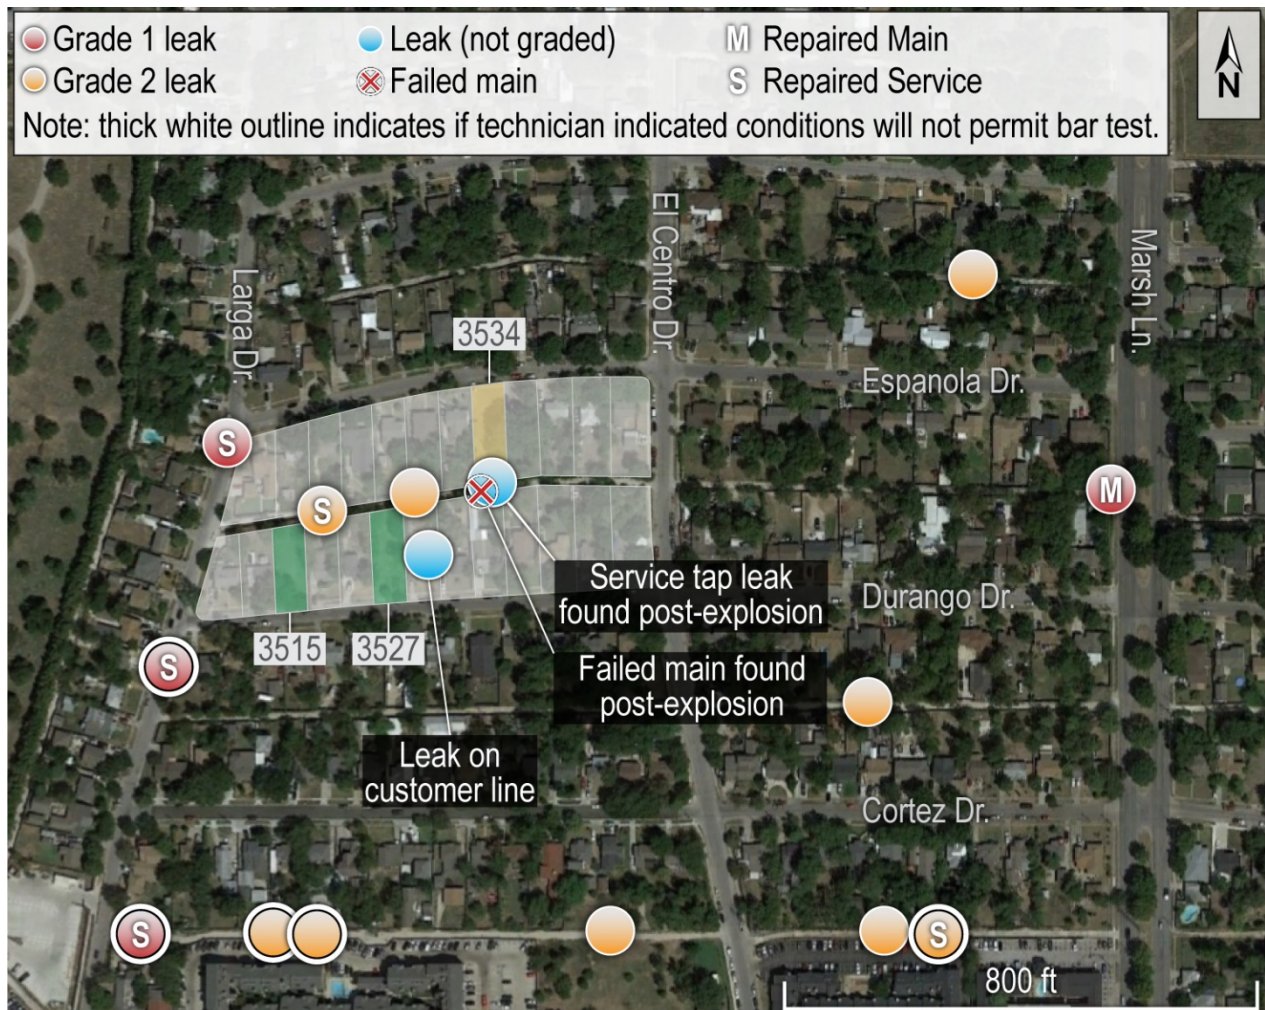 Grade 1 leak
Leak (not graded)
M Repaired Main
Grade 2 leak
Failed main
S Repaired Service
Note: thick white outline indicates if technician indicated conditions will not permit bar test.
N
El Centro Dr.
Marsh Ln.
Larga Dr.
3534
Espanola Dr.
S
M
S
Service tap leak
found post-explosion
Durango Dr.
3515
3527
S
Failed main found
post-explosion
Leak on
customer line
Cortez Dr.
S
S
800 ft